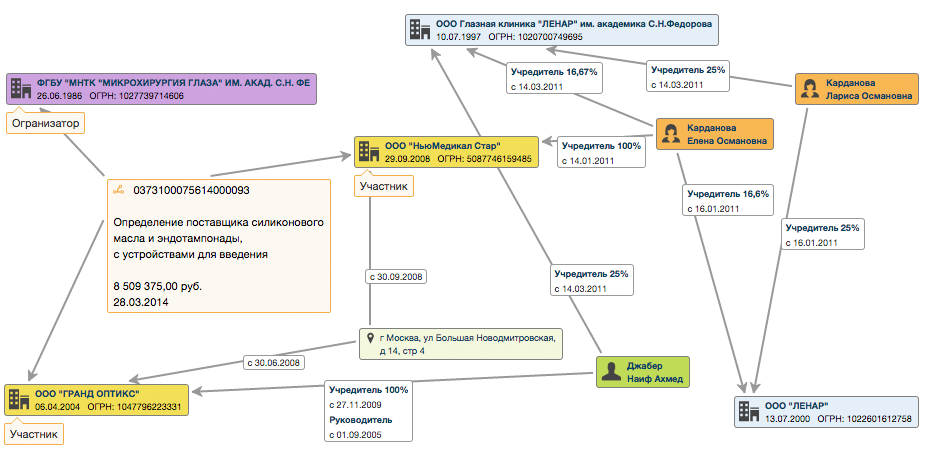 ООО Глазная клиника "ЛЕНАР" им. академика С.Н.Федорова
10.07.1997 ОГРН: 1020700749695
ФГБУ "МНТК "МИКРОХИРУРГИЯ ГЛАЗА" ИМ. АКАД. С.Н. ФЕ
26.06.1986 ОГРН: 1027739714606
Огранизатор
Учредитель 16,67%
с 14.03.2011
Учредитель 25%
с 14.03.2011
Карданова
Лариса Османовна
Карданова
Елена Османовна
ООО "НьюМедикал Стар"
29.09.2008 ОГРН: 5087746159485
Участник
Учредитель 100%
с 14.01.2011
0373100075614000093
Определение поставщика силиконового
масла и эндотампонады,
с устройствами для введения
8 509 375,00 руб.
28.03.2014
Учредитель 16,6%
с 16.01.2011
Учредитель 25%
с 16.01.2011
с 30.09.2008
Учредитель 25%
с 14.03.2011
г Москва, ул Большая Новодмитровская,
д 14, стр 4
с 30.06.2008
Джабер
Наиф Ахмед
ООО "ГРАНД ОПТИКС"
06.04.2004 ОГРН: 1047796223331
Участник
Учредитель 100%
с 27.11.2009
Руководитель
с 01.09.2005
ООО "ЛЕНАР"
13.07.2000 ОГРН: 1022601612758